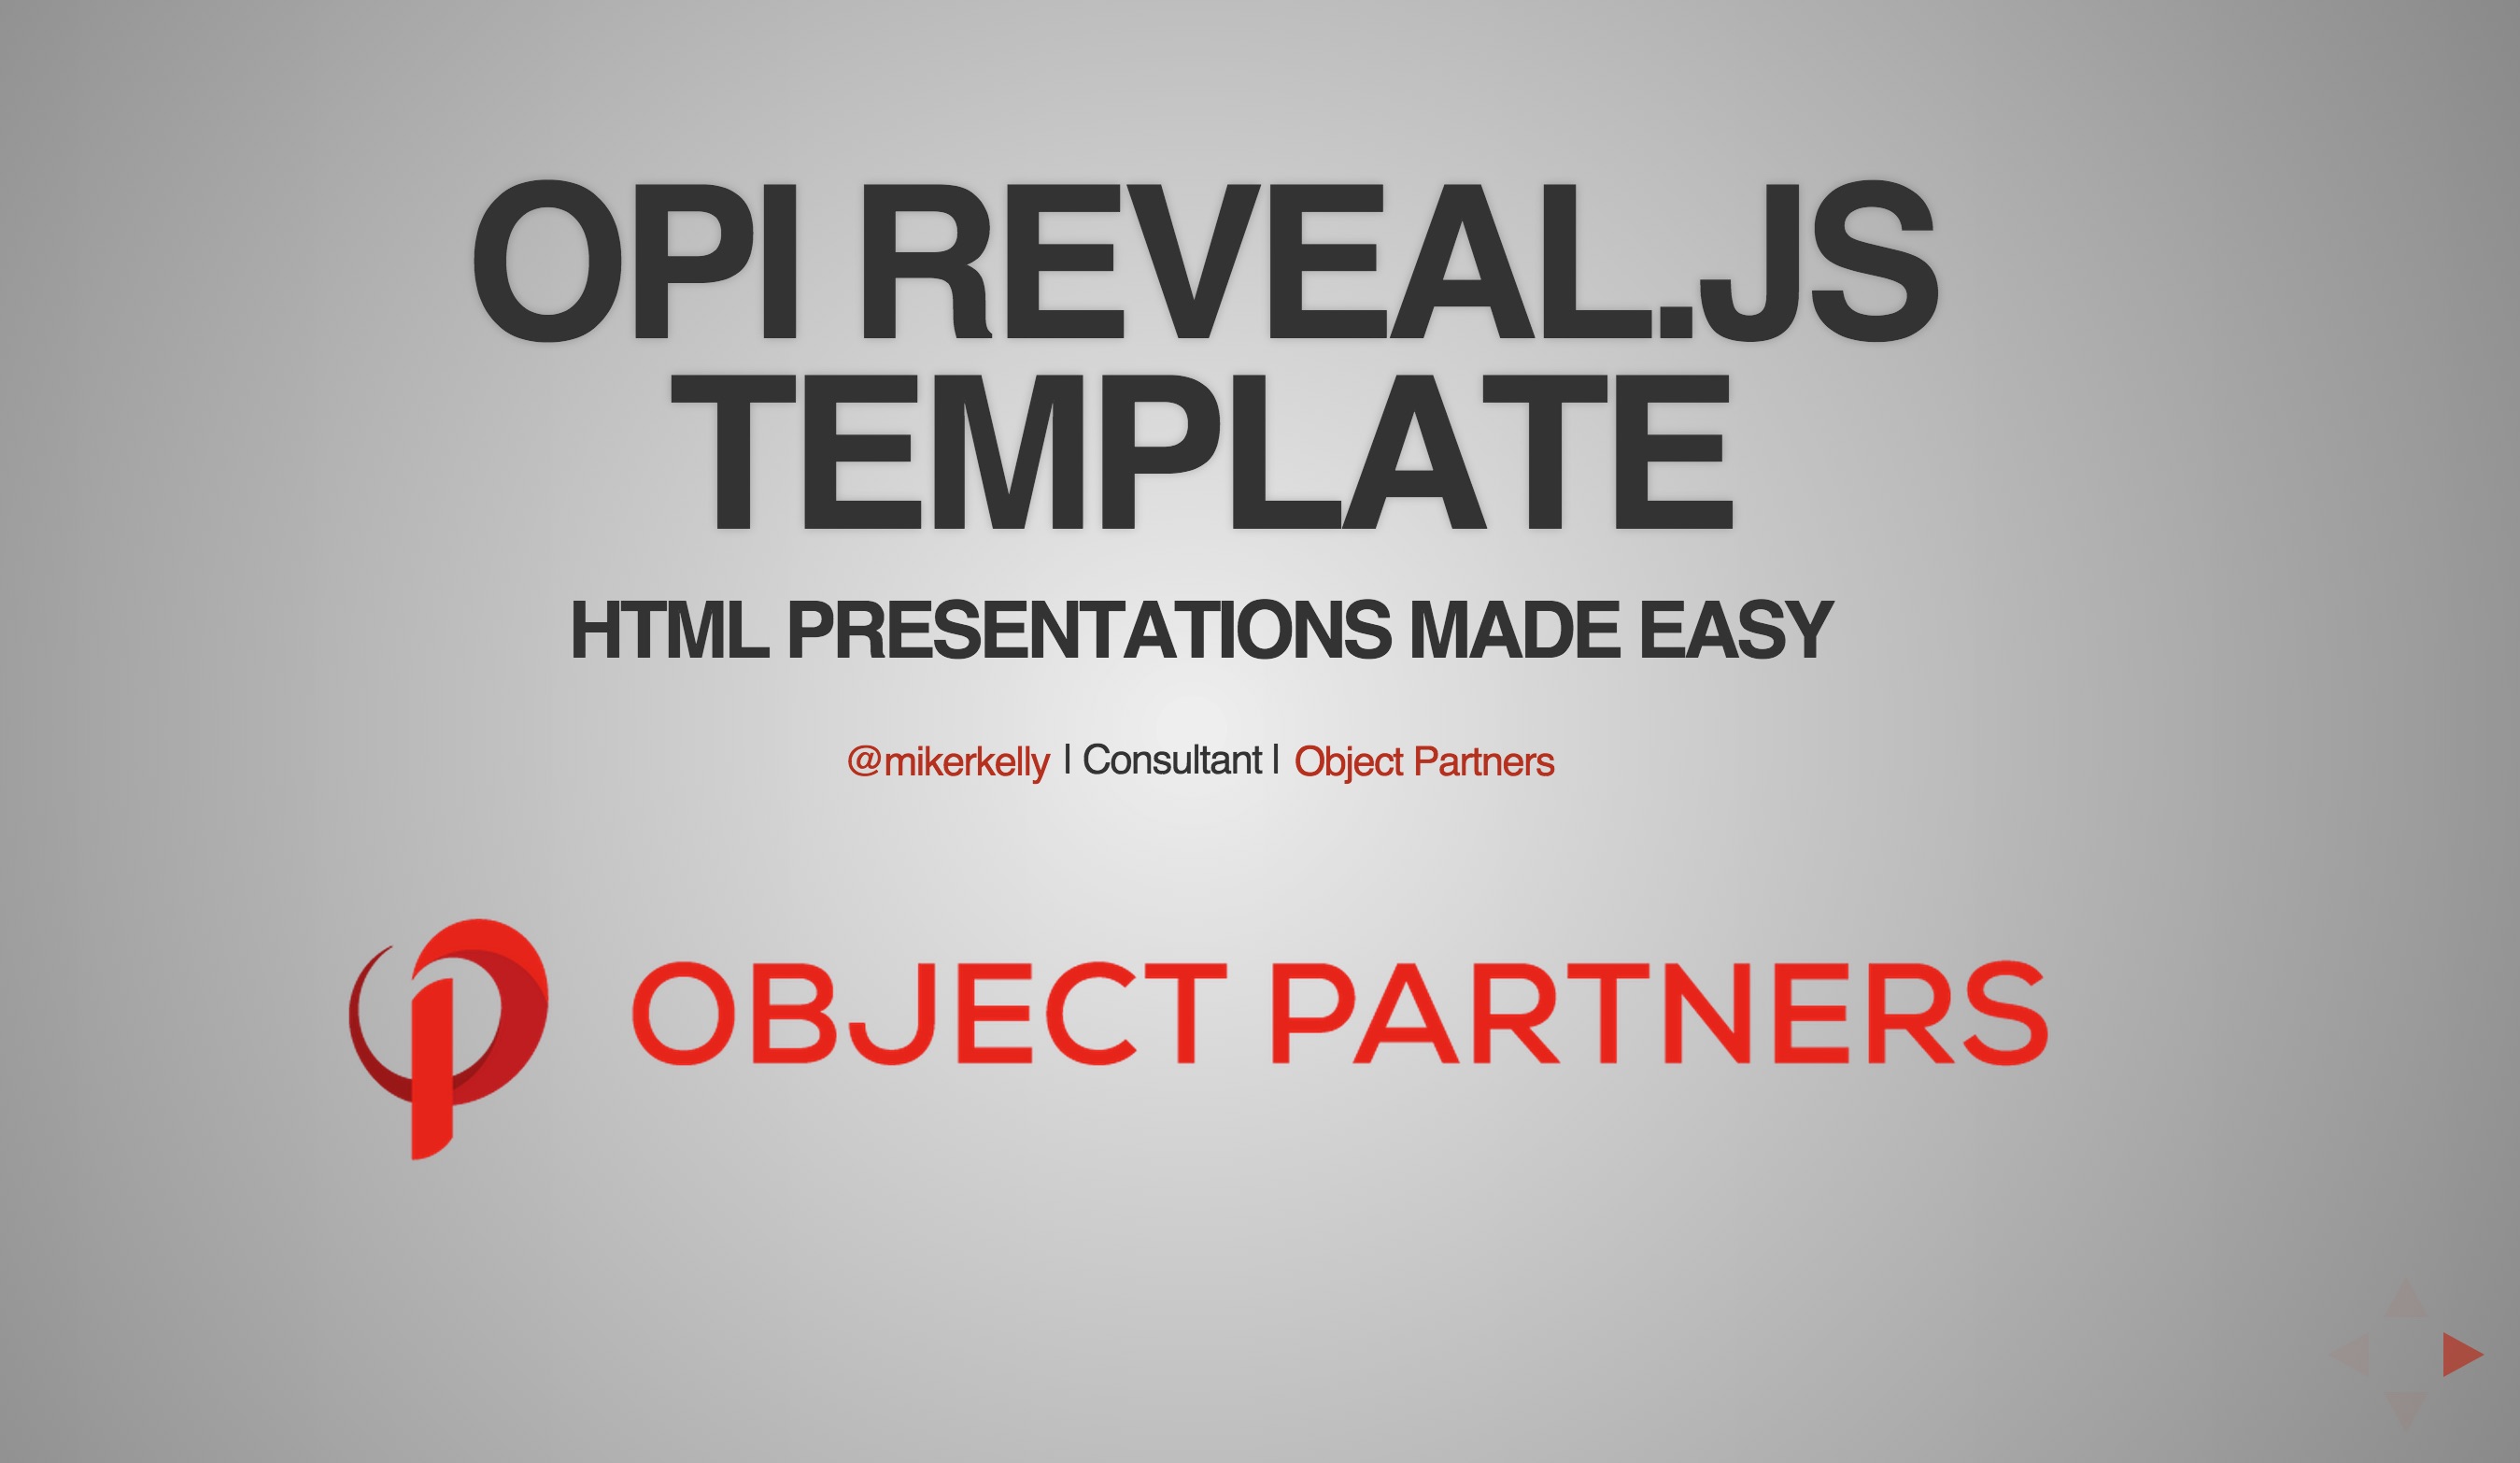 OPI REVEAL.JS
TEMPLATE
HTML PRESENTATIONS MADE EASY
@mikerkelly | Consultant | Object Partners
OBJECT PARTNERS